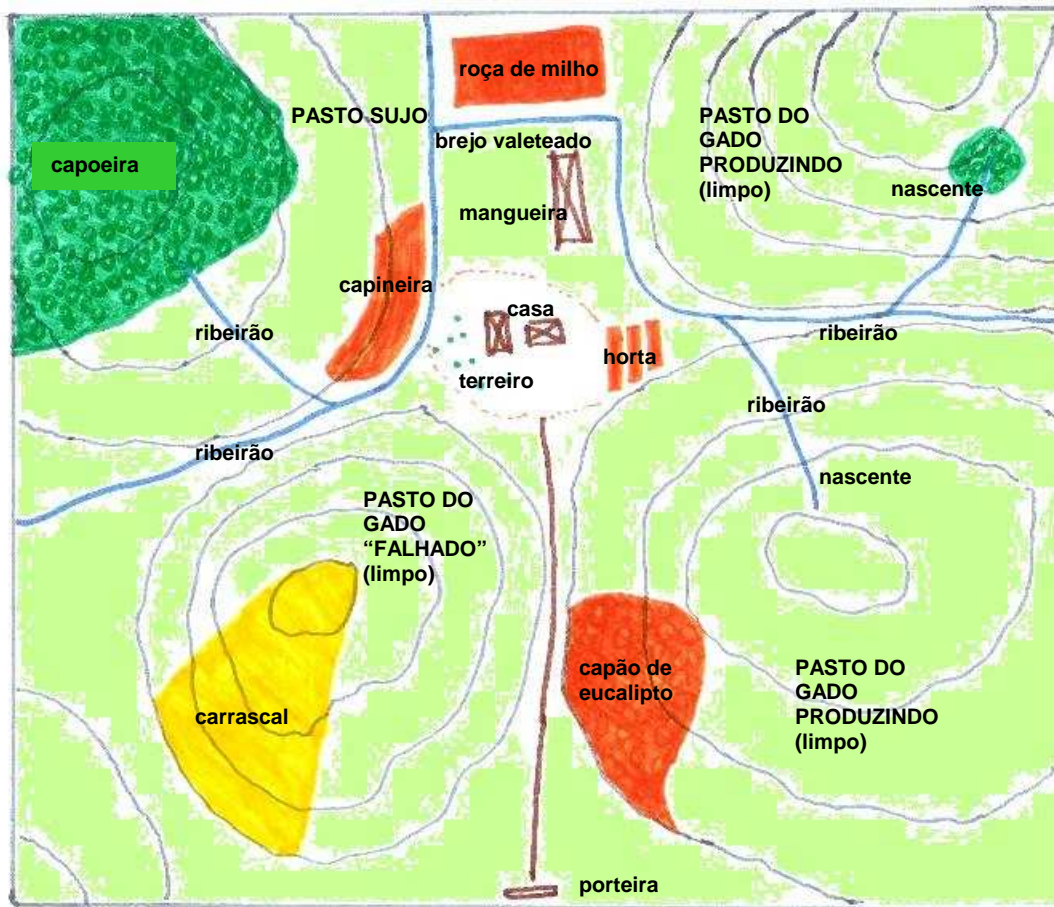 roça de milho
PASTO SUJO
PASTO DO
GADO
PRODUZINDO
(limpo)
brejo valeteado
capoeira
nascente
mangueira
capineira
casa
ribeirão
ribeirão
horta
terreiro
ribeirão
ribeirão
nascente
PASTO DO
GADO
“FALHADO”
(limpo)
capão de
eucalipto
PASTO DO
GADO
PRODUZINDO
(limpo)
carrascal
porteira